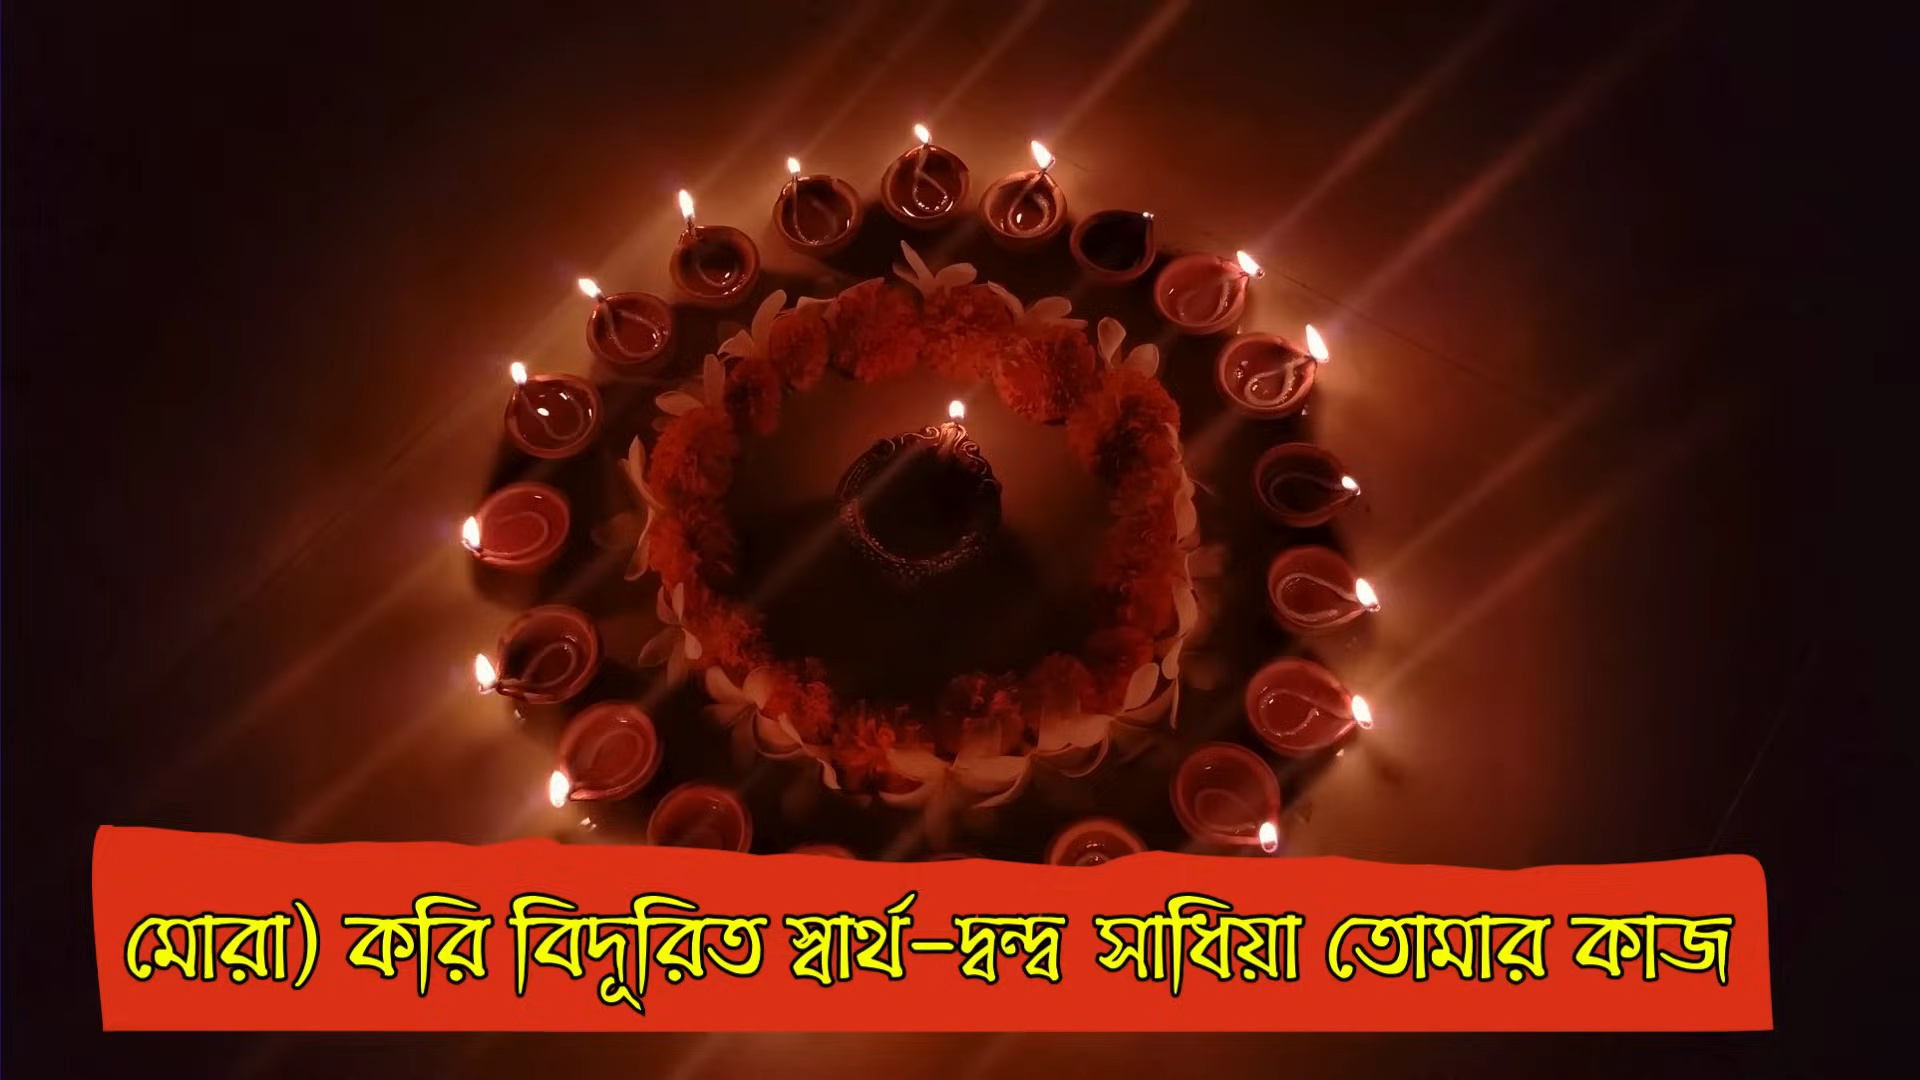 মোরা) করি বিদূরিত স্বার্থ-দ্বন্দ্ব সাধিয়া তোমার কাজ